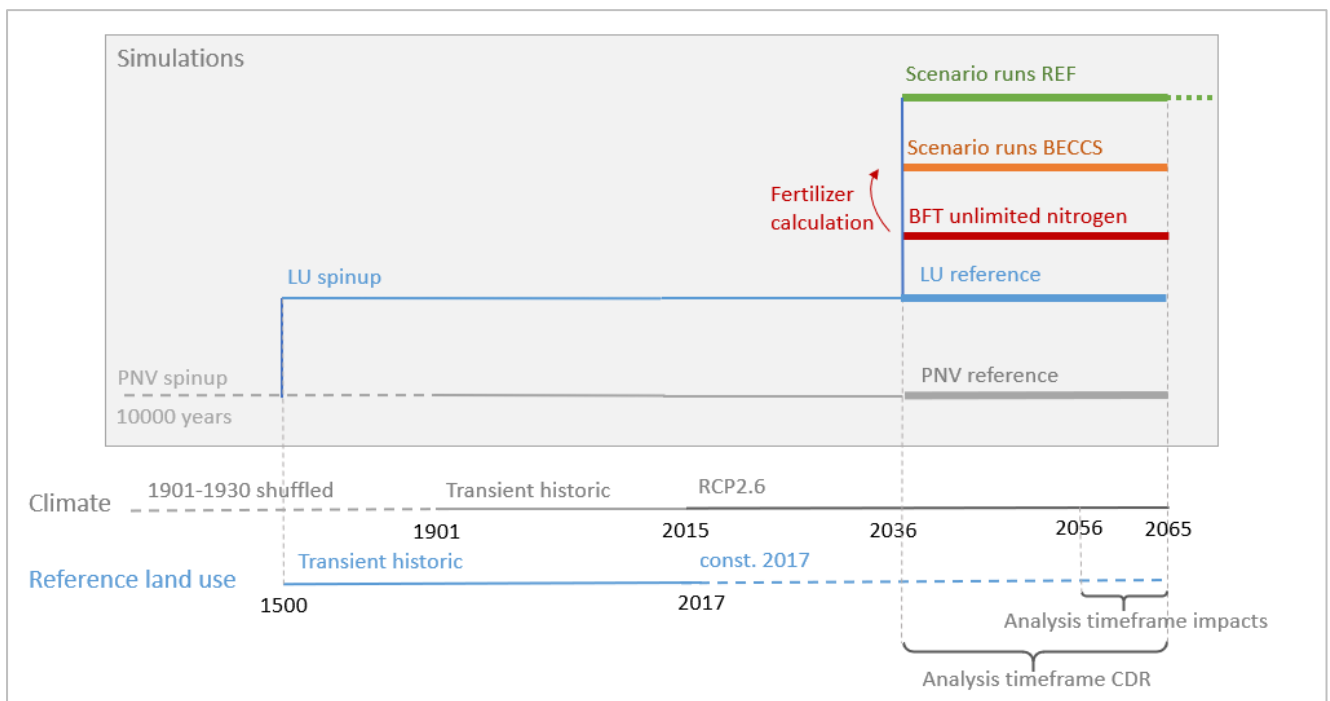 Simulations
Scenario runs REF
Scenario runs BECCS
Fertilizer
calculation
BFT unlimited nitrogen
LU spinup
LU reference
PNV spinup
PNV reference
10000 years
Climate
1901-1930 shuffled
Transient historic
RCP2.6
1901
2015
2036
2056
2065
Reference land use
Transient historic
const. 2017
1500
2017
Analysis timeframe impacts
Analysis timeframe CDR